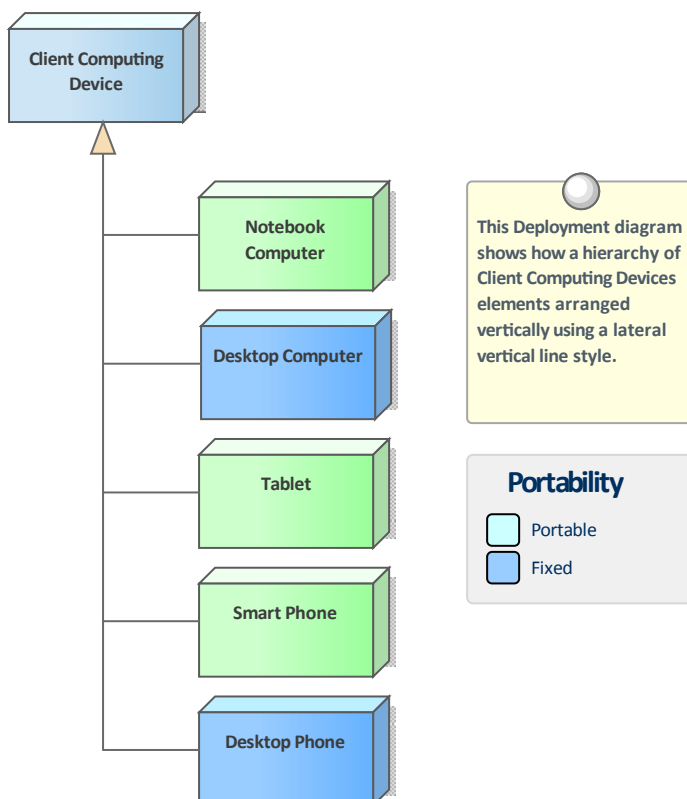 Client Computing
Device
Notebook
Computer
Desktop Computer
Tablet
Smart Phone
Desktop Phone
This Deployment diagram
shows how a hierarchy of
Client Computing Devices
elements arranged
vertically using a lateral
vertical line style.
Portability
Portable
Fixed